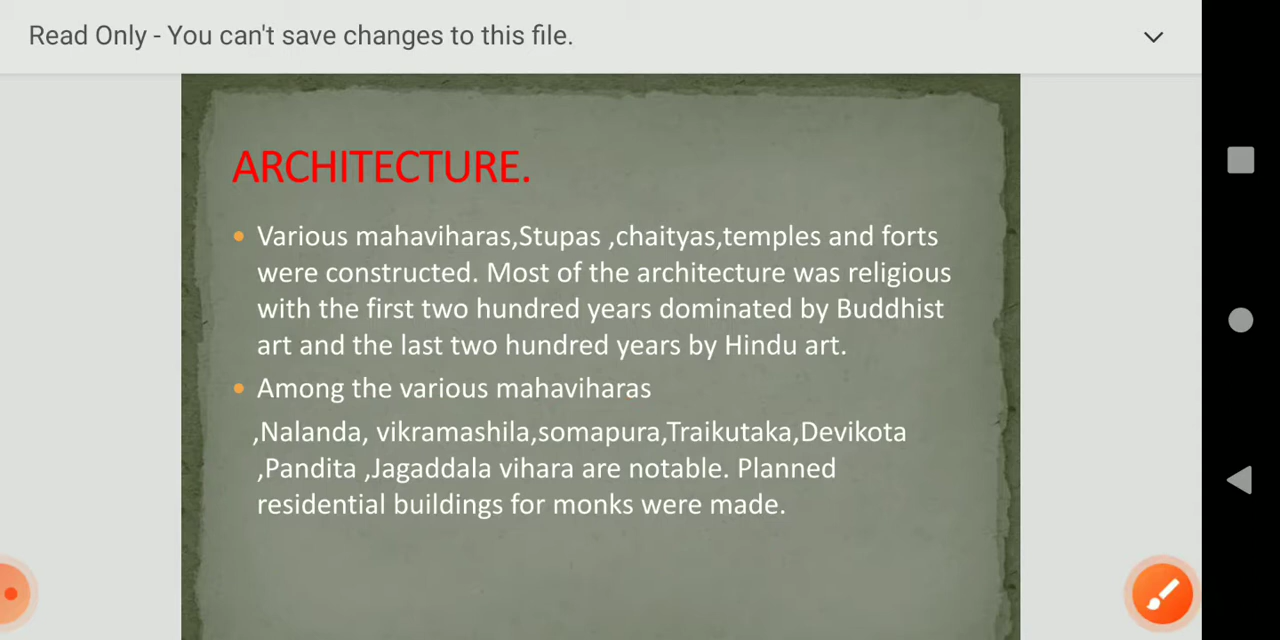 Read Only - You can't save changes to this file.
ARCHITECTURE.
Various mahaviharas,Stupas ,chaityas,temples and forts
were constructed. Most of the architecture was religious
with the first two hundred years dominated by Buddhist
art and the last two hundred years by Hindu art.
Among the various mahaviharas
,Nalanda, vikramashila,somapura,Traikutaka,Devikota
,Pandita ,Jagaddala vihara are notable. Planned
residential buildings for monks were made.